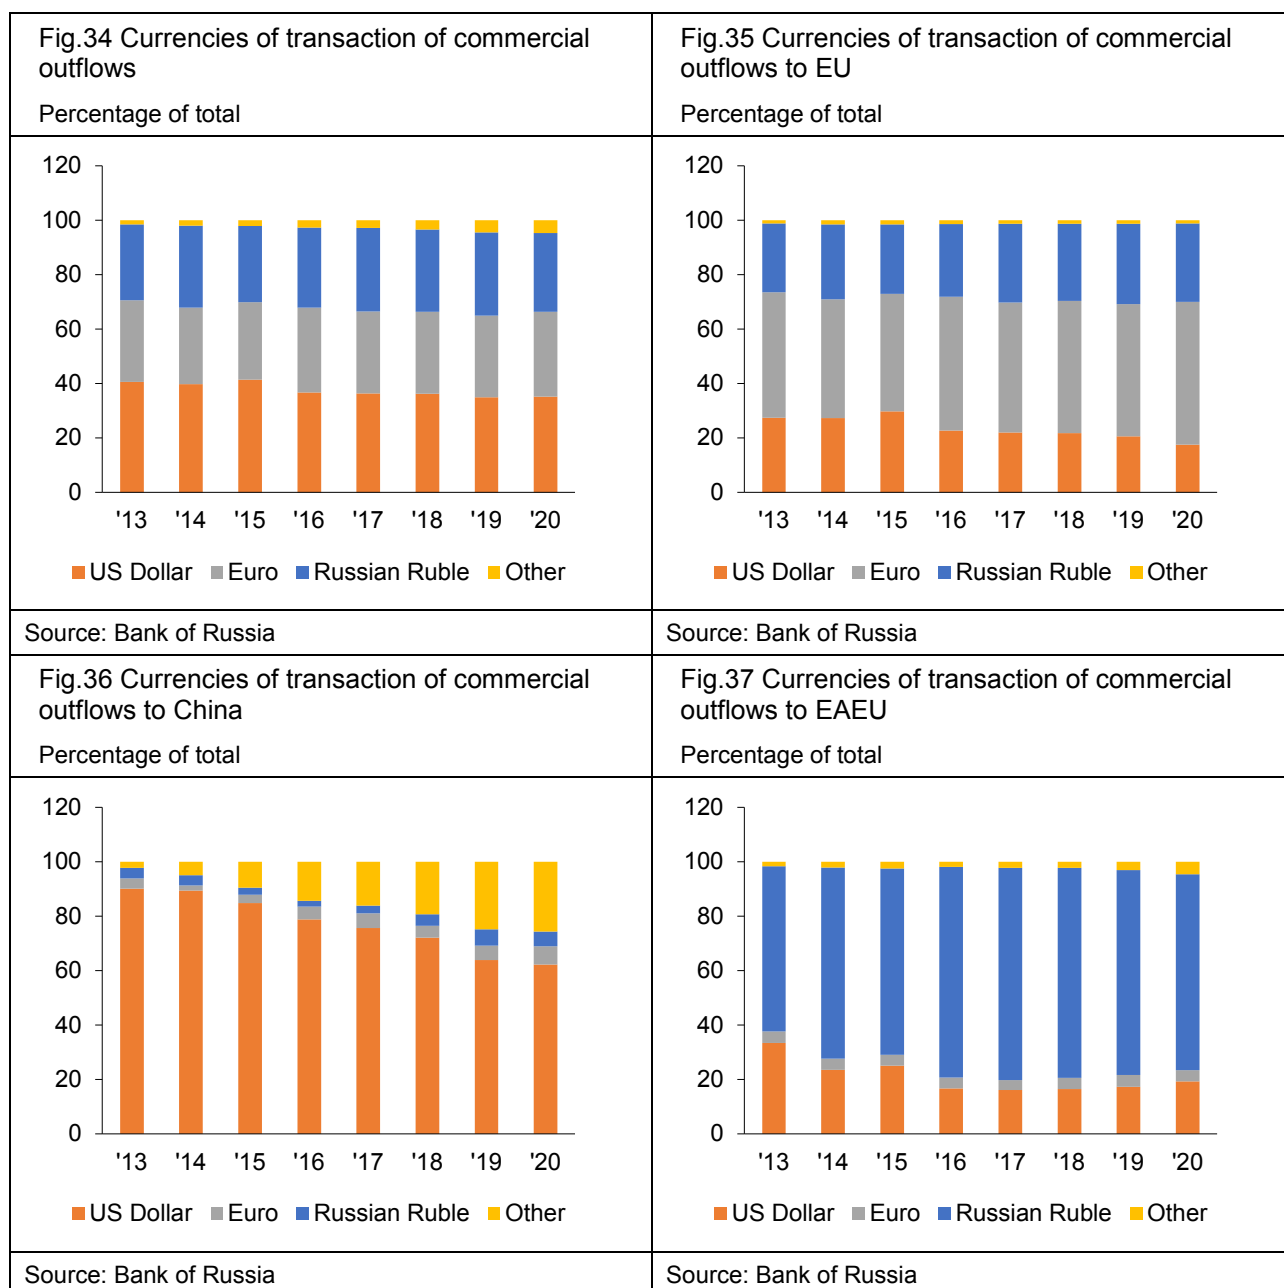 Fig.34 Currencies of transaction of commercial
outflows
Percentage of total
120
100
80
60
40
20
0
'13 '14 '15 '16 '17 '18 '19 '20
US Dollar Euro Russian Ruble Other
Source: Bank of Russia
Fig.35 Currencies of transaction of commercial
outflows to EU
Percentage of total
120
100
80
60
40
20
0
'13 '14 '15 '16 '17 '18 '19 '20
US Dollar Euro Russian Ruble Other
Source: Bank of Russia
Fig.36 Currencies of transaction of commercial
outflows to China
Percentage of total
120
100
80
60
40
20
0
'13 '14 '15 '16 '17 '18 '19 '20
US Dollar Euro Russian Ruble Other
Source: Bank of Russia
Fig.37 Currencies of transaction of commercial
outflows to EAEU
Percentage of total
120
100
80
60
40
20
0
'13 '14 '15 '16 '17 '18 '19 '20
US Dollar Euro Russian Ruble Other
Source: Bank of Russia